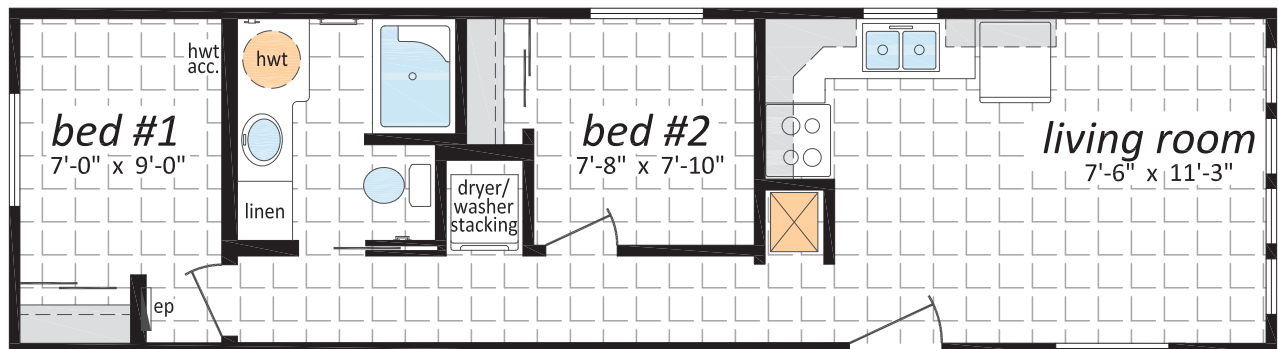 hwt
acc.
bed #1
7'-0" x 9'-0"
hwt
linen
dryer/
washer
stacking
bed #2
7'-8" x 7'-10"
living room
7'-6" x 11'-3"
ep